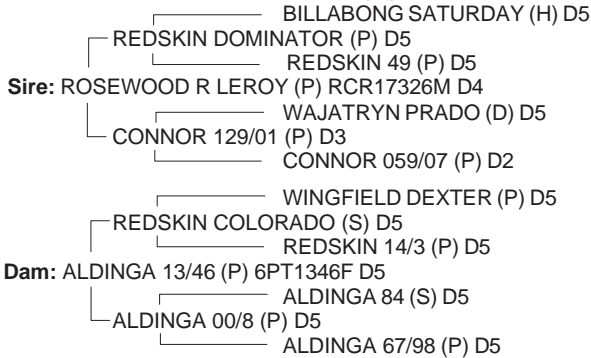 BILLABONG SATURDAY (H) D5
REDSKIN DOMINATOR (P) D5
REDSKIN 49 (P) D5
Sire: ROSEWOOD R LEROY (P) RCR17326M D4
WAJATRYN PRADO (D) D5
CONNOR 129/01 (P) D3
CONNOR 059/07 (P) D2
WINGFIELD DEXTER (P) D5
REDSKIN COLORADO (S) D5
REDSKIN 14/3 (P) D5
Dam: ALDINGA 13/46 (P) 6PT1346F D5
ALDINGA 84 (S) D5
ALDINGA 00/8 (P) D5
ALDINGA 67/98 (P) D5